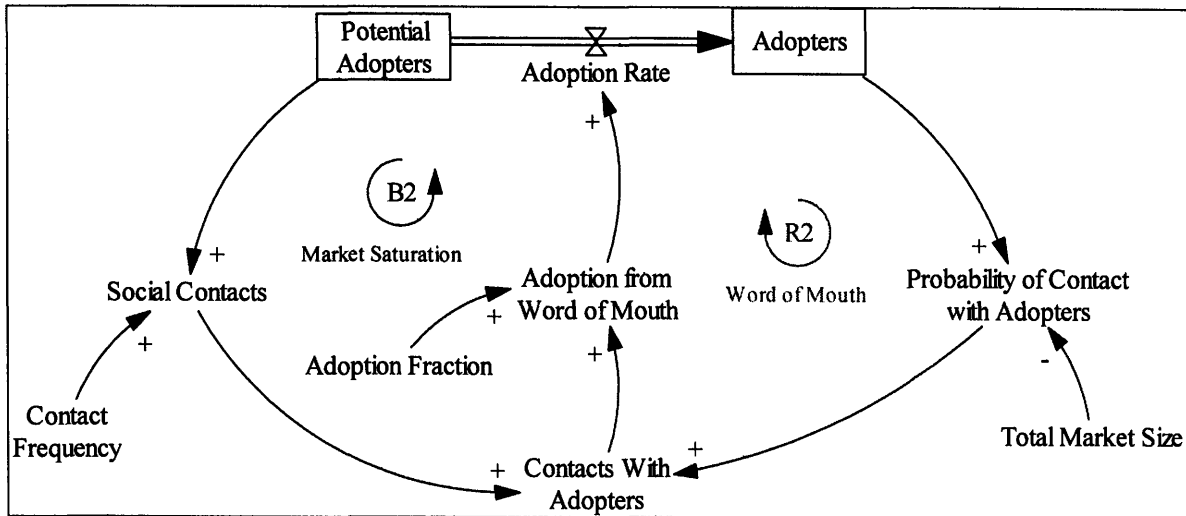 Potential
Adopters
Adopters
Adoption Rate
+
B2
Market Saturation
R2
Word of Mouth
+
Social Contacts
+
Adoption from
Word of Mouth
+
Probability of Contact
with Adopters
+
+
Adoption Fraction
+
-
Contact
Frequency
Total Market Size
+
Contacts With
Adopters
+